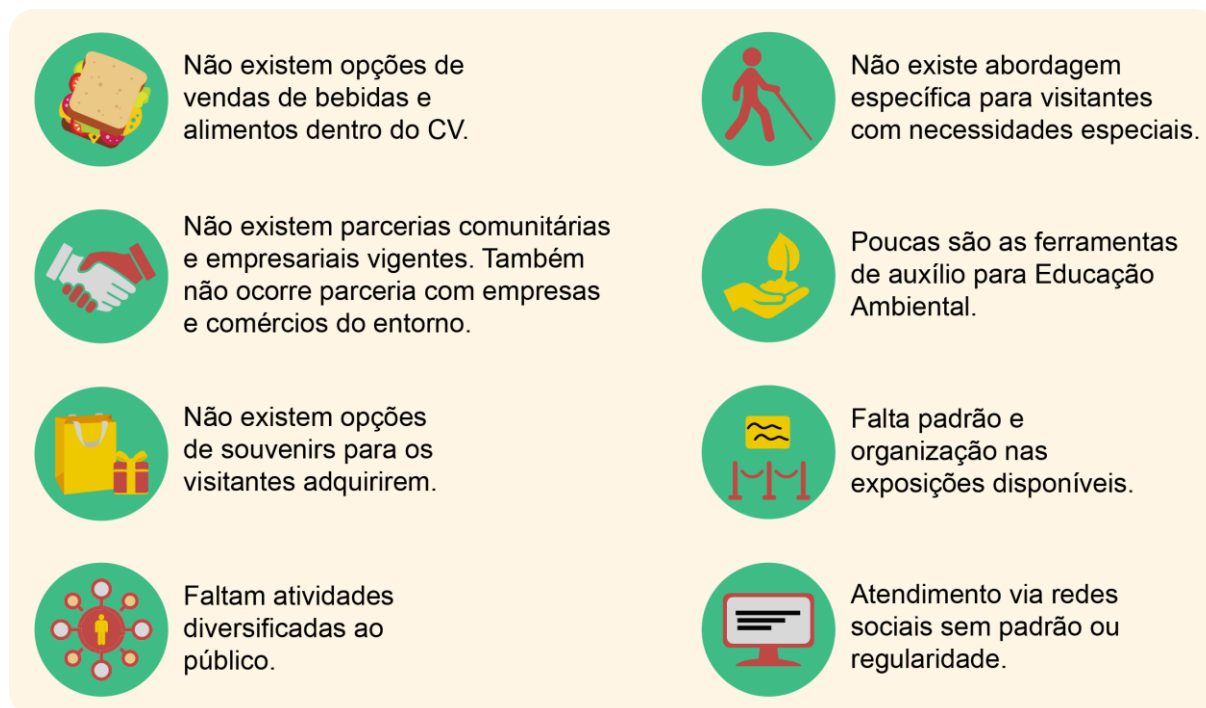 Não existem opções de
vendas de bebidas e
alimentos dentro do CV.
Não existe abordagem
específica para visitantes
com necessidades especiais.
Não existem parcerias comunitárias
e empresariais vigentes. Também
não ocorre parceria com empresas
e comércios do entorno.
Poucas são as ferramentas
de auxílio para Educação
Ambiental.
Não existem opções
de souvenirs para os
visitantes adquirirem.
Falta padrão e
organização nas
exposições disponíveis.
Faltam atividades
diversificadas ao
público.
Atendimento via redes
sociais sem padrão ou
regularidade.